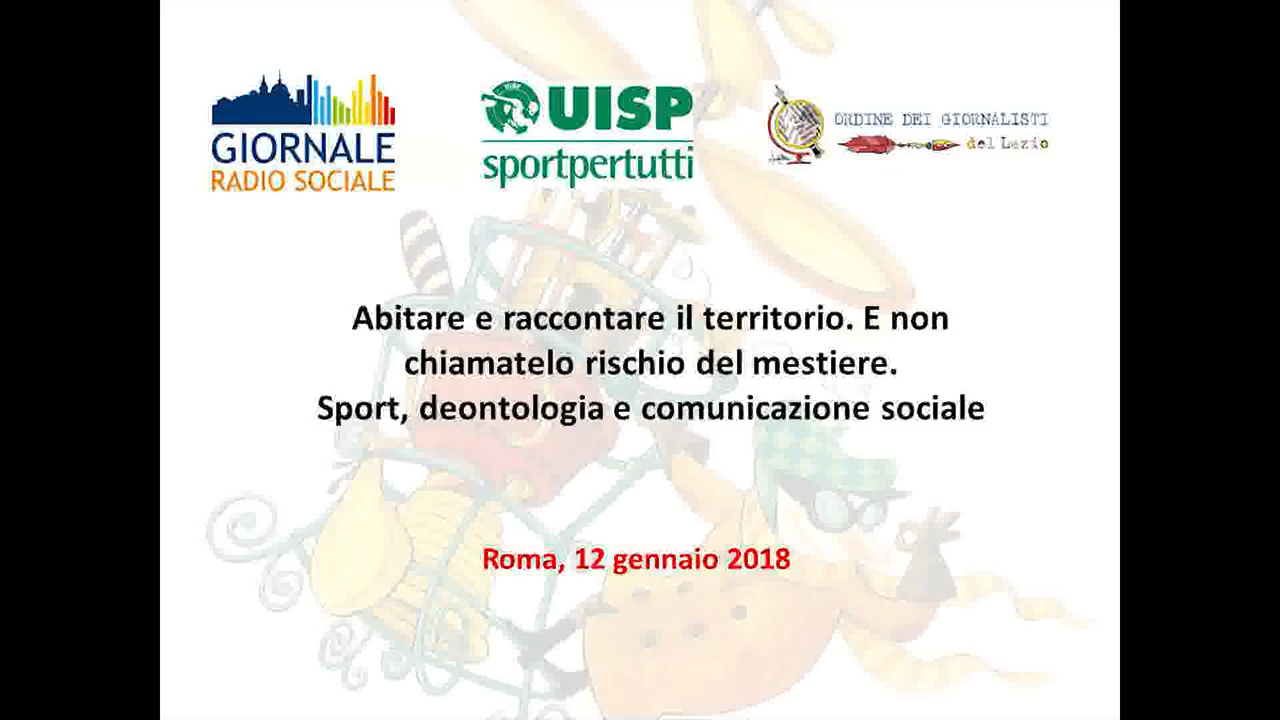 GIORNALE
RADIO SOCIALE
UISP
sportpertutti
ORDINE DEI GIORNALISTI
del Lazio
Abitare e raccontare il territorio. E non
chiamatelo rischio del mestiere.
Sport, deontologia e comunicazione sociale
Roma, 12 gennaio 2018